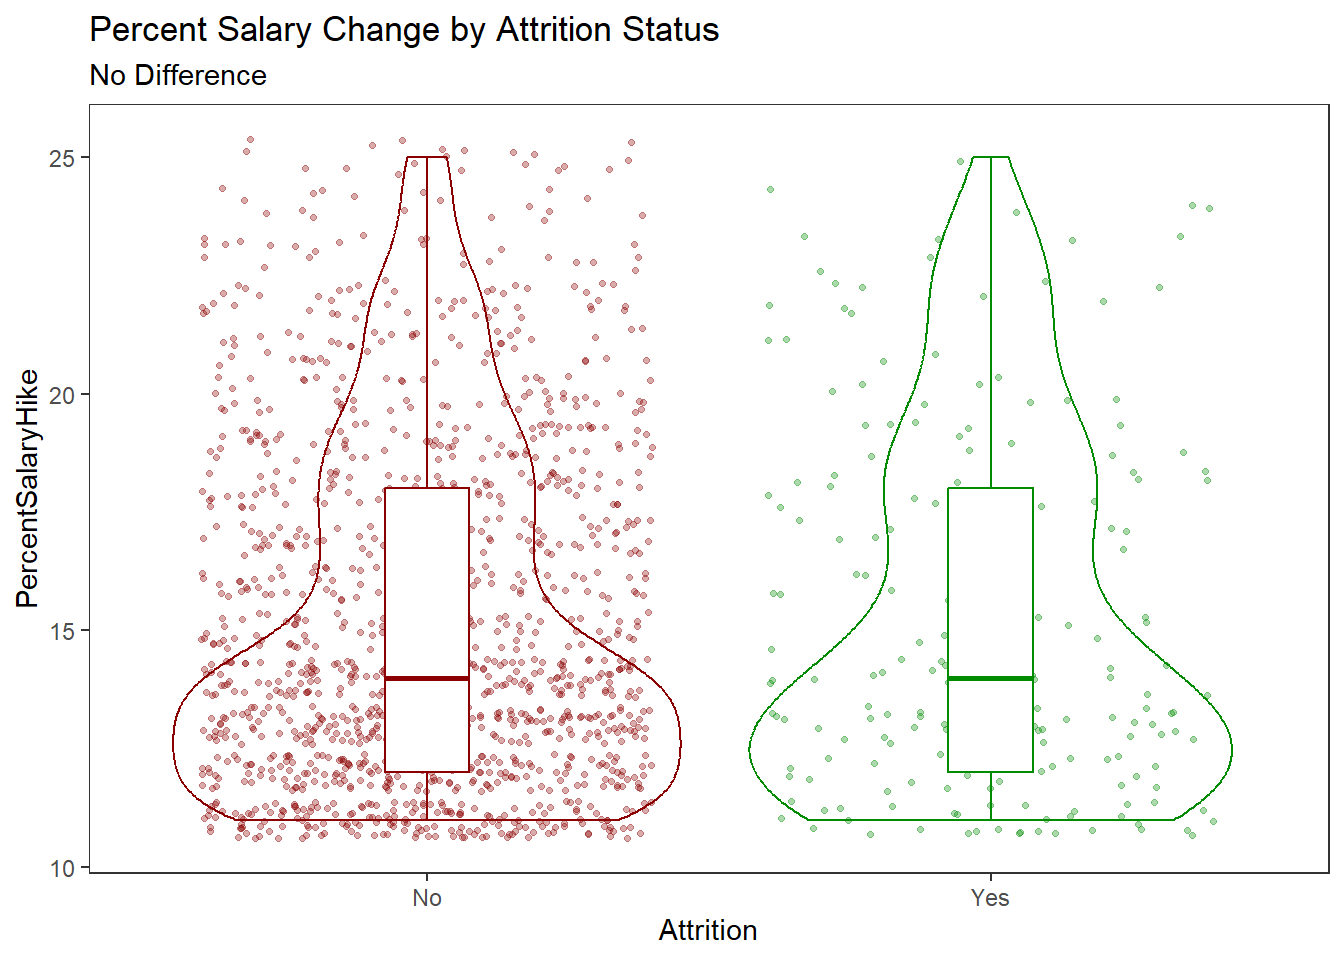 Percent Salary Change by Attrition Status
No Difference
25
20
15
10
PercentSalaryHike
No
Yes
Attrition